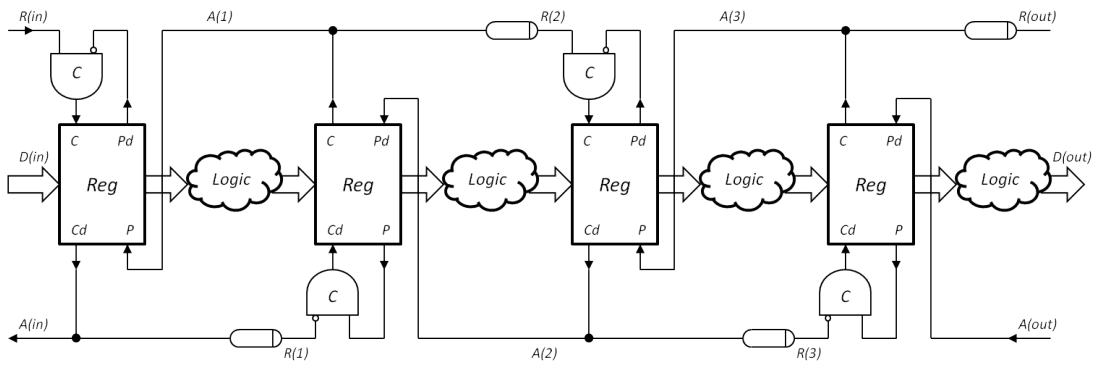 R(in) A(1) R(2) A(3) R(out)
C C
C Pd C Pd C Pd C Pd
D(in) Reg Logic Reg Logic Reg Logic Reg Logic D(out)
Cd P Cd P Cd P Cd P
C C
A(in) R(1) A(2) R(3) A(out)